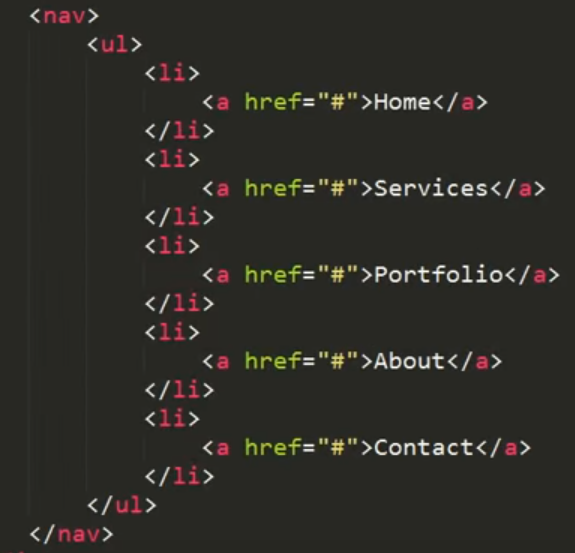 <nav>
<ul>
<li>
<a href="#">Home</a>
</li>
<li>
<a href="#">Services</a>
</li>
<li>
<a href="#">Portfolio</a>
</li>
<li>
<a href="#">About</a>
</li>
<li>
<a href="#">Contact</a>
</li>
</ul>
</nav>